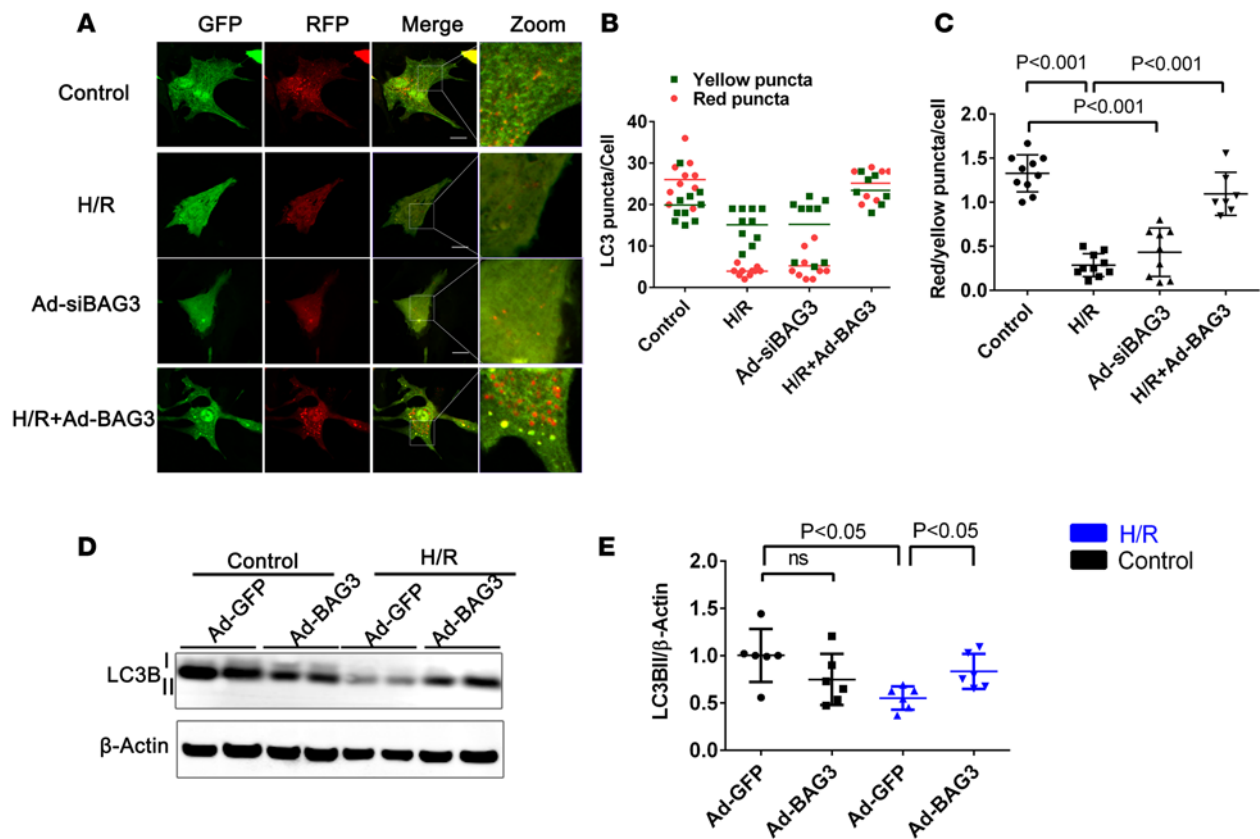 A
GFP RFP Merge Zoom
Control
H/R
Ad-siBAG3
H/R+Ad-BAG3
B
Yellow puncta
Red puncta
LC3 puncta/Cell
40
30
20
10
0
Control
H/R
Ad-siBAG3
H/R+Ad-BAG3
C
P<0.001 P<0.001
P<0.001
Red/yellow puncta/cell
2.0
1.5
1.0
0.5
0.0
Control
H/R
Ad-siBAG3
H/R+Ad-BAG3
D
Control H/R
Ad-GFP Ad-BAG3 Ad-GFP Ad-BAG3
LC3B I
II
β-Actin
E
P<0.05 P<0.05
ns
LC3BII/β-Actin
2.0
1.5
1.0
0.5
0.0
Ad-GFP
Ad-BAG3
Ad-GFP
Ad-BAG3
H/R
Control